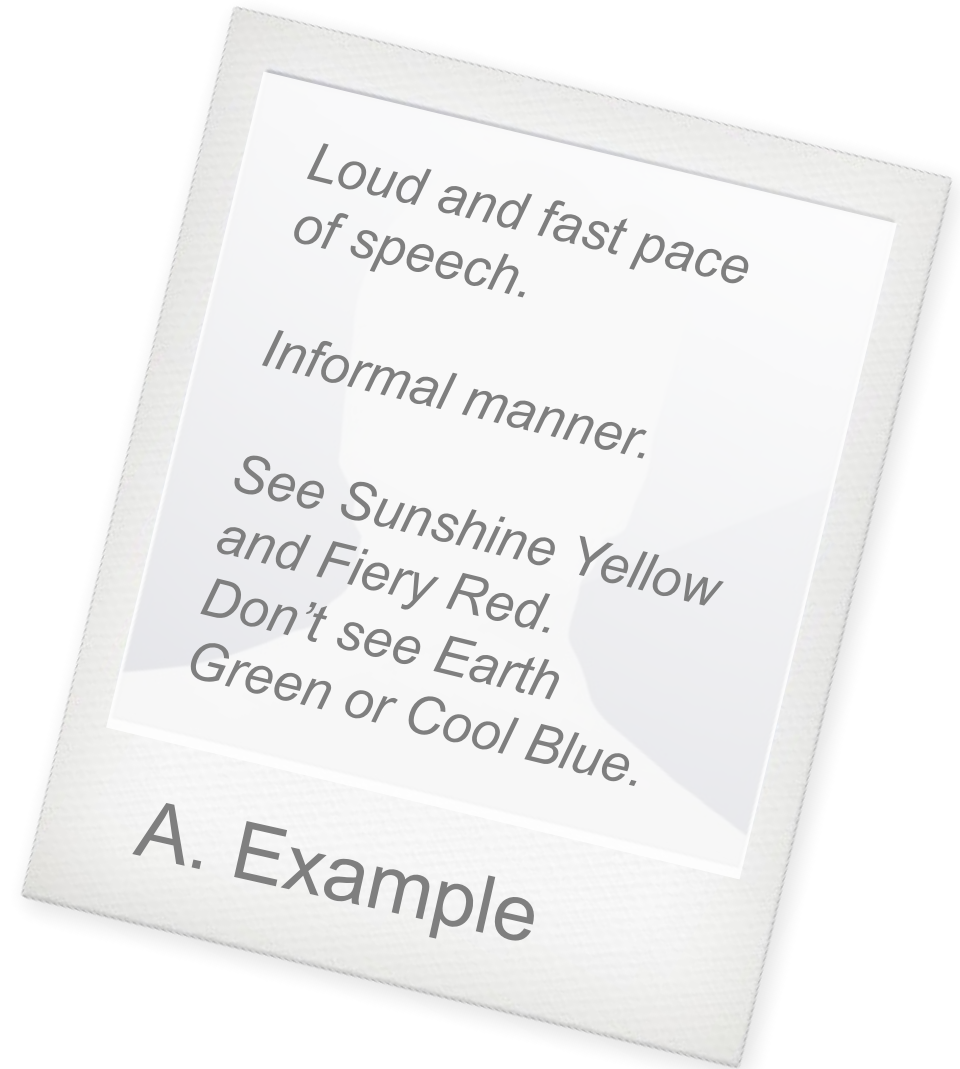 Loud and fast pace
of speech.
Informal manner.
See Sunshine Yellow
and Fiery Red.
Don’t see Earth
Green or Cool Blue.
A. Example